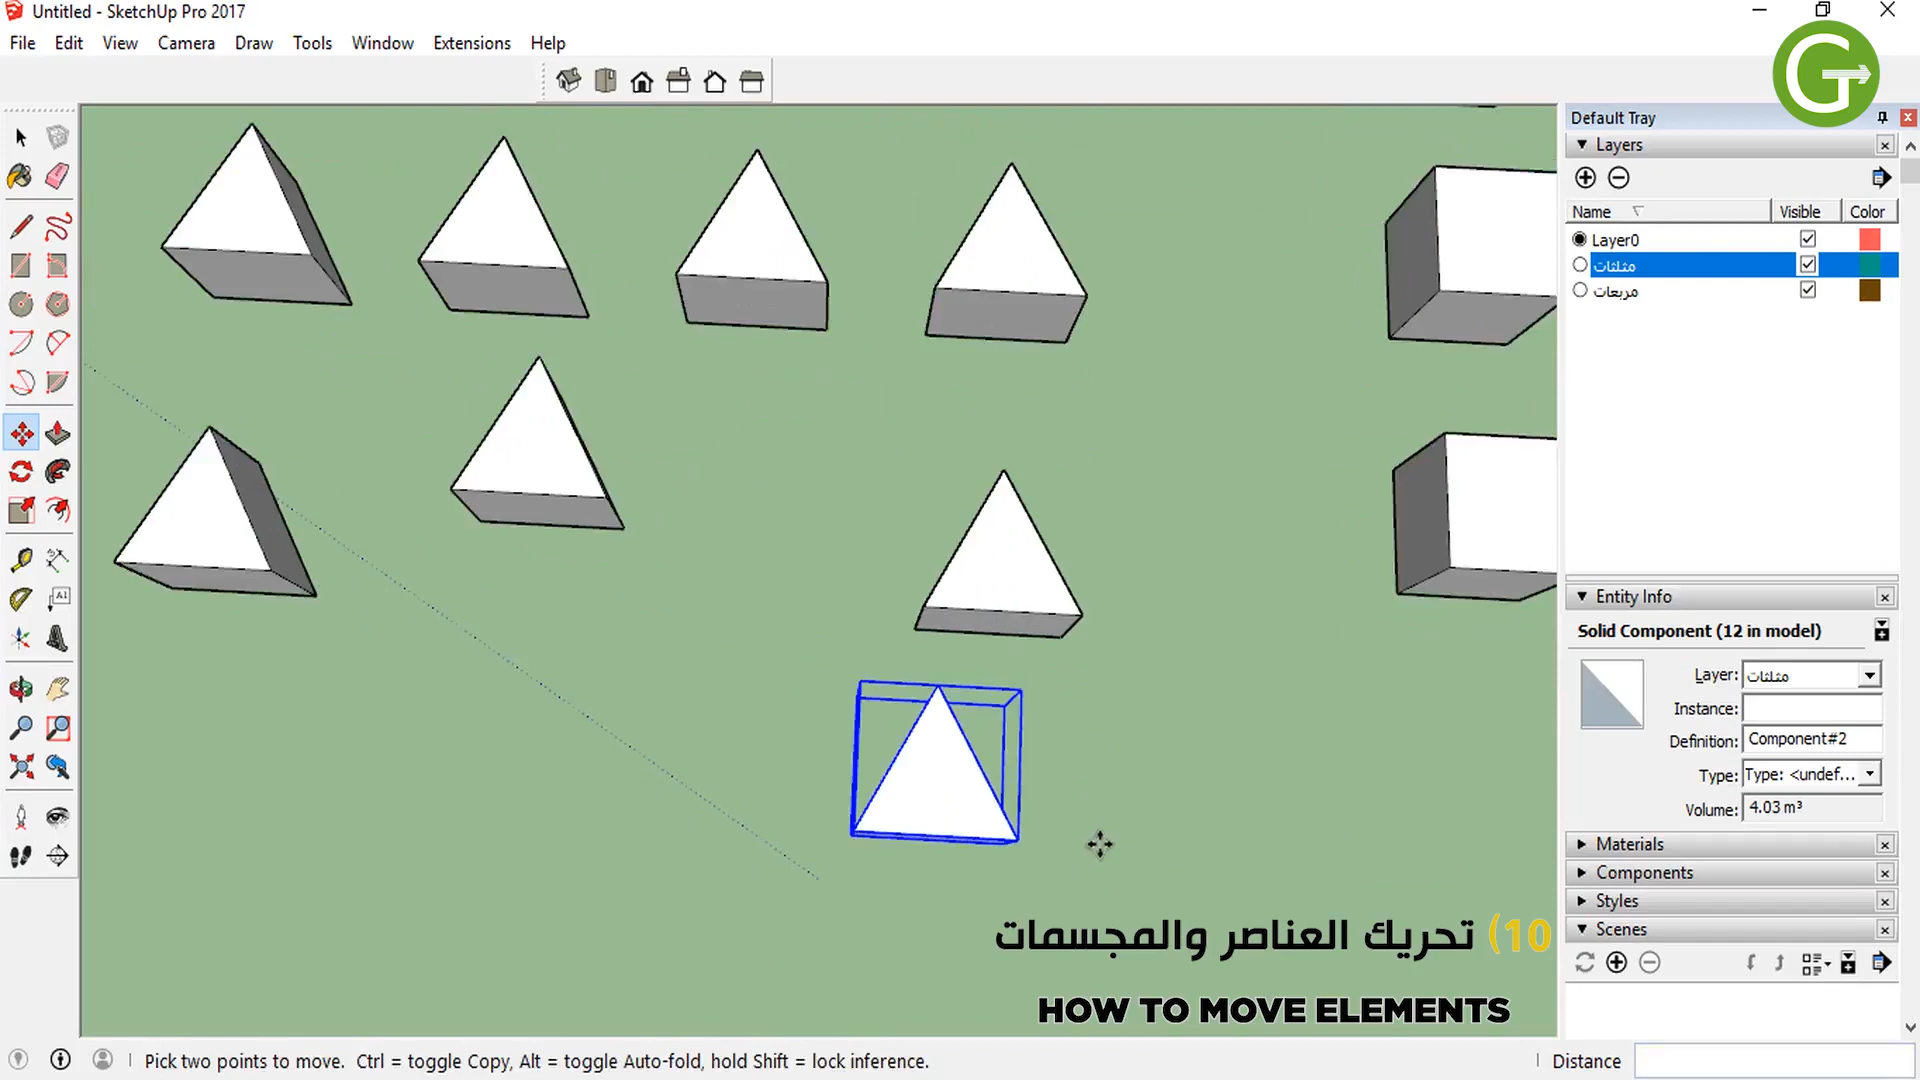 Untitled - SketchUp Pro 2017
File Edit View Camera Draw Tools Window Extensions Help
G
Default Tray
Layers
Name Visible Color
Layer0
مثلثات
مربعات
Entity Info
Solid Component (12 in model)
Layer: مثلثات
Instance:
Definition: Component#2
Type: Type: <undef...
Volume: 4.03 m³
Materials
Components
Styles
Scenes
10) تحريك العناصر والمجسمات
HOW TO MOVE ELEMENTS
Pick two points to move. Ctrl = toggle Copy, Alt = toggle Auto-fold, hold Shift = lock inference.
Distance